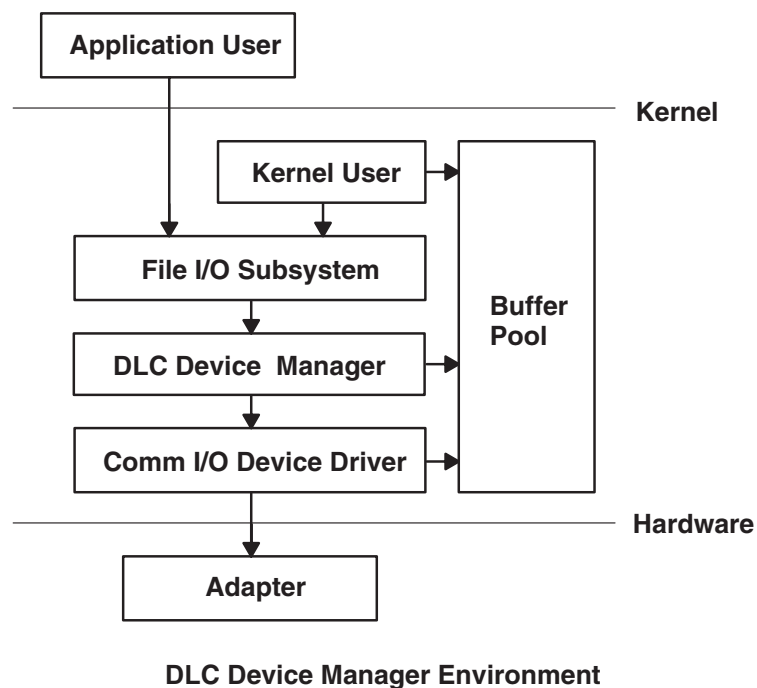 Application User
Kernel
Kernel User
File I/O Subsystem
Buffer
Pool
DLC Device Manager
Comm I/O Device Driver
Hardware
Adapter
DLC Device Manager Environment